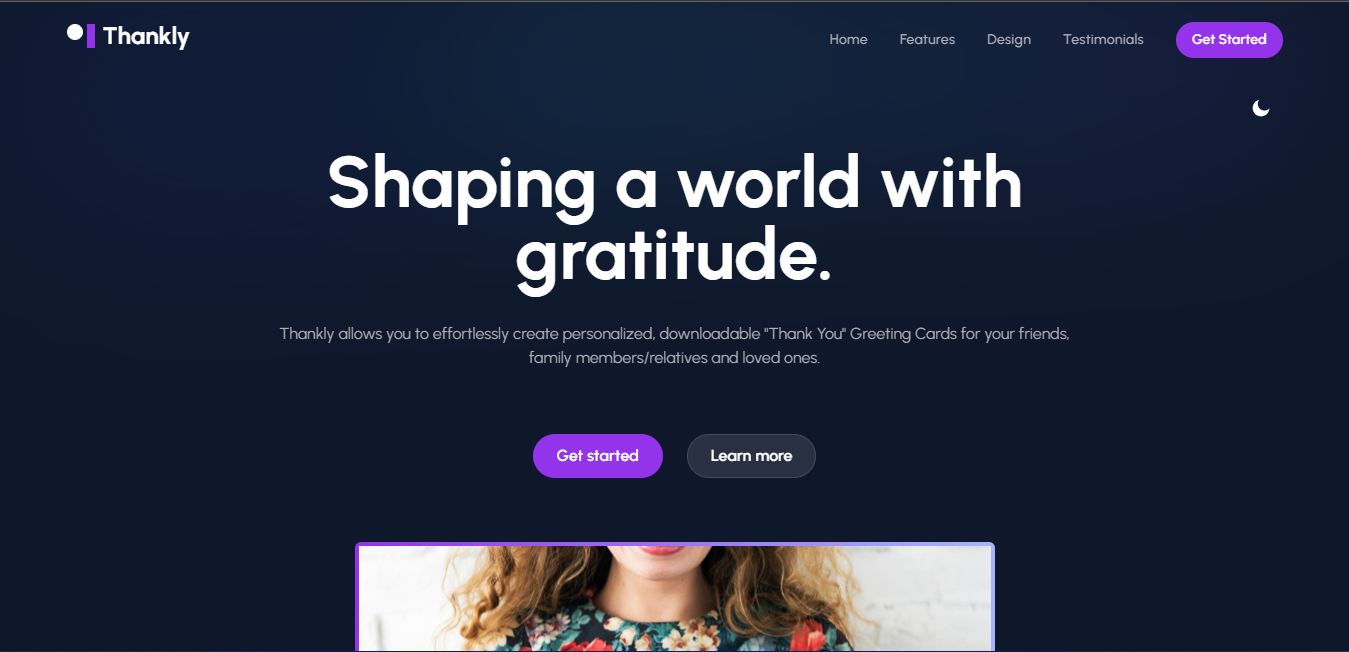 Thankly
Home
Features
Design
Testimonials
Get Started
Shaping a world with
gratitude.
Thankly allows you to effortlessly create personalized, downloadable "Thank You" Greeting Cards for your friends,
family members/relatives and loved ones.
Get started
Learn more